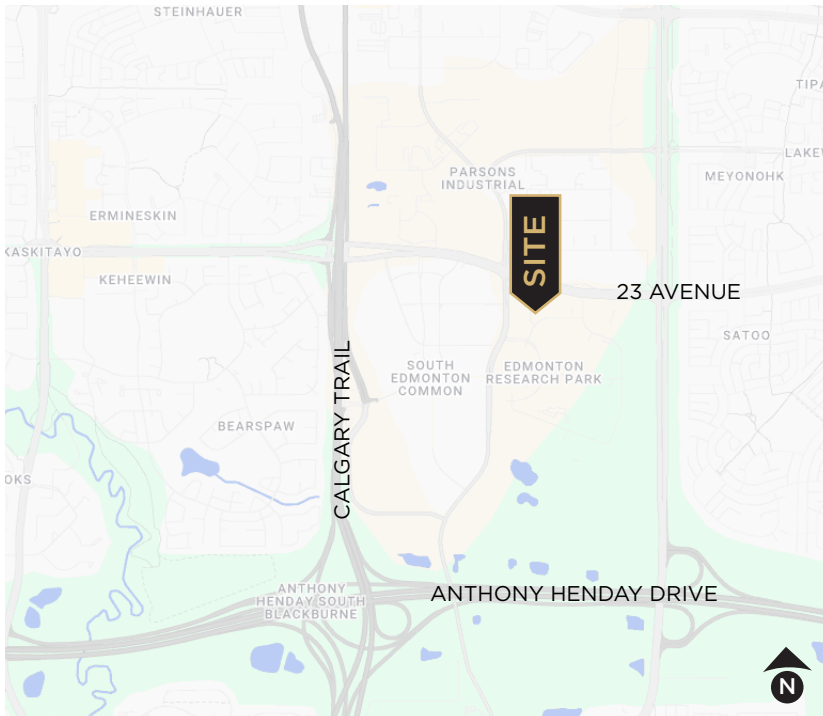 STEINHAUER
TIPA
PARSONS
INDUSTRIAL
LAKEW
MEYONOHK
ERMINESKIN
SITE
KASKITAYO
KEHEEWIN
23 AVENUE
SATOO
CALGARY TRAIL
SOUTH
EDMONTON
COMMON
EDMONTON
RESEARCH PARK
BEARSPAW
OKS
ANTHONY
HENDAY SOUTH
BLACKBURNE
ANTHONY HENDAY DRIVE
N